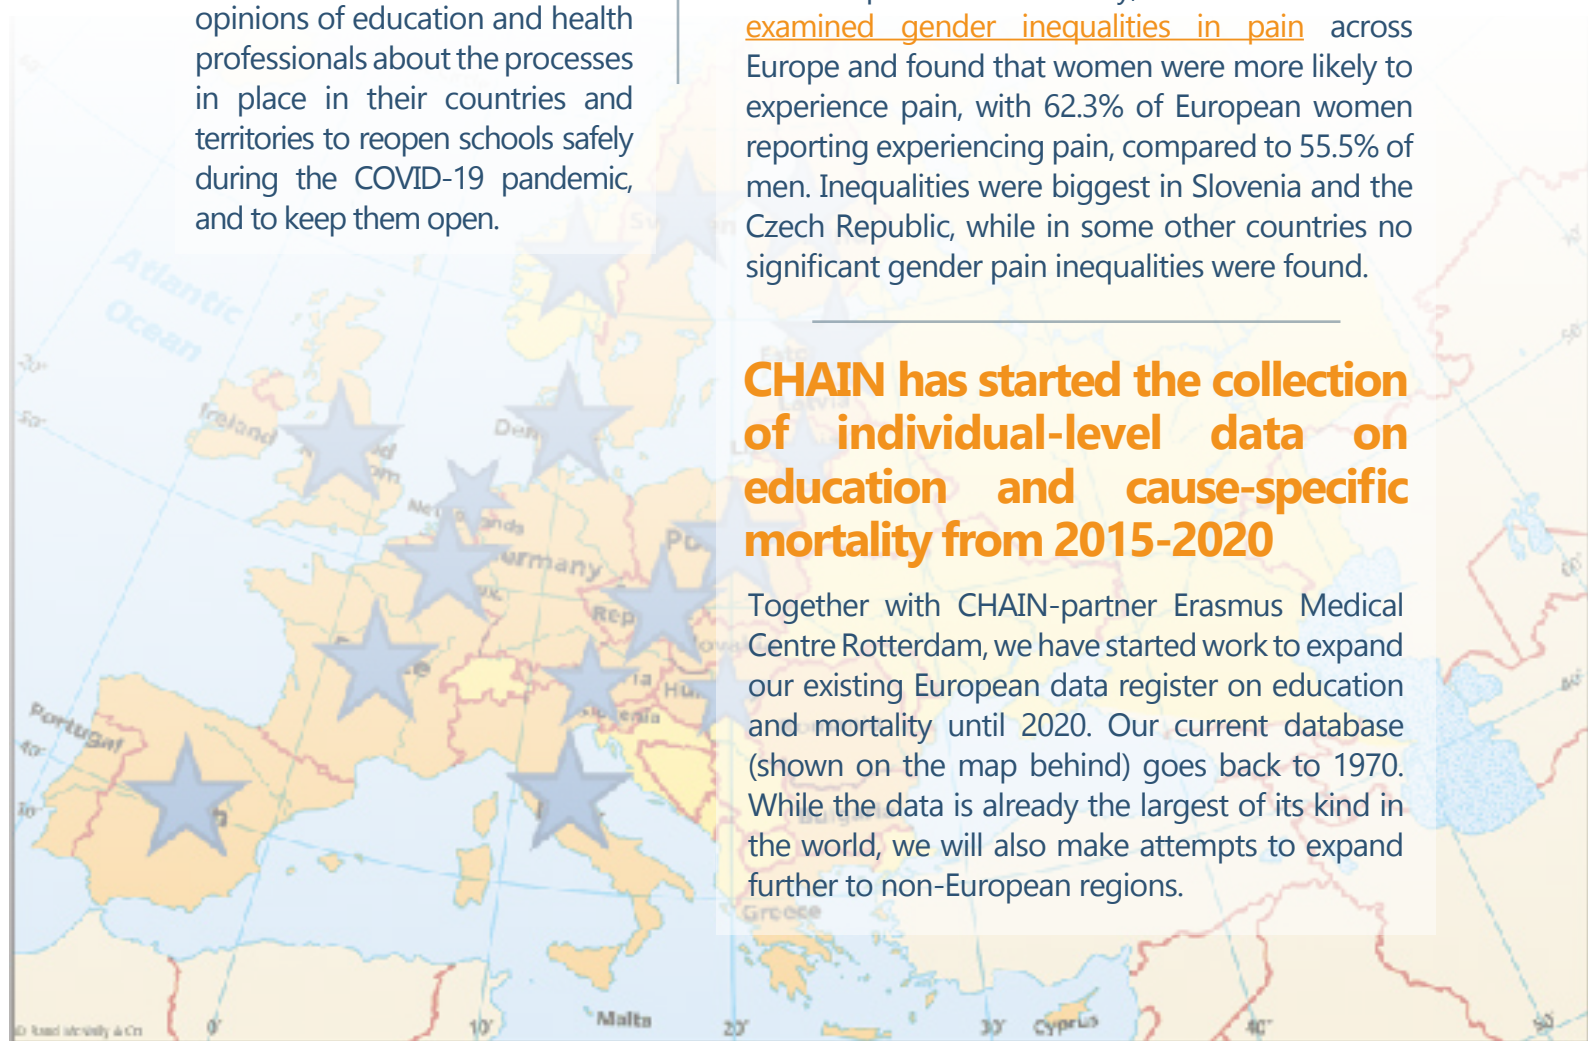 opinions of education and health
professionals about the processes
in place in their countries and
territories to reopen schools safely
during the COVID-19 pandemic,
and to keep them open.
examined gender inequalities in pain across
Europe and found that women were more likely to
experience pain, with 62.3% of European women
reporting experiencing pain, compared to 55.5% of
men. Inequalities were biggest in Slovenia and the
Czech Republic, while in some other countries no
significant gender pain inequalities were found.
CHAIN has started the collection
of individual-level data on
education and cause-specific
mortality from 2015-2020
Together with CHAIN-partner Erasmus Medical
Centre Rotterdam, we have started work to expand
our existing European data register on education
and mortality until 2020. Our current database
(shown on the map behind) goes back to 1970.
While the data is already the largest of its kind in
the world, we will also make attempts to expand
further to non-European regions.
Atlantic
Ocean
Ireland
Portugal
Greece
Malta
Cyprus
0°
10°
20°
30°
40°
50°